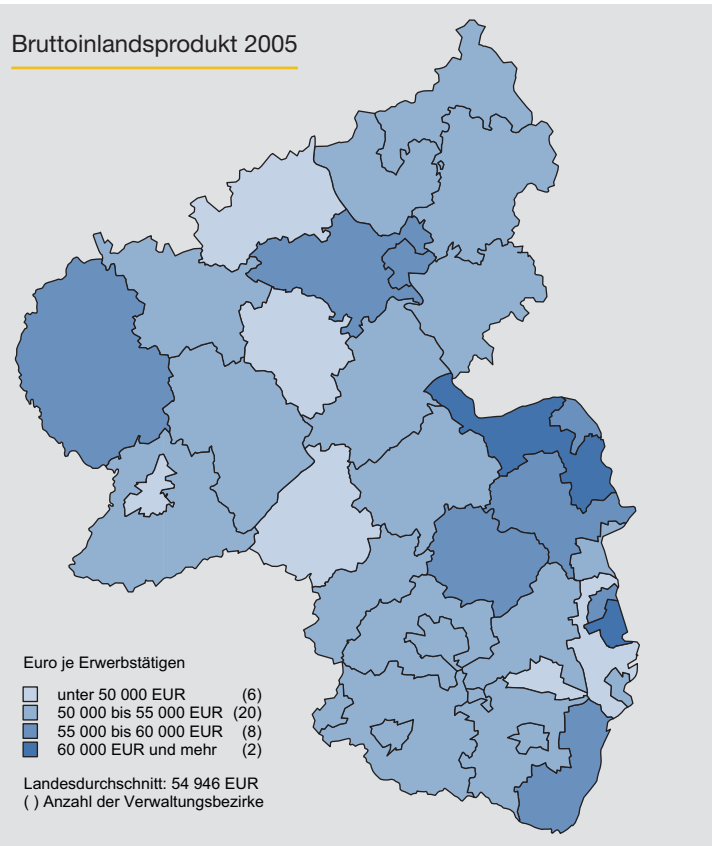 Bruttoinlandsprodukt 2005
Euro je Erwerbstätigen
unter 50 000 EUR (6)
50 000 bis 55 000 EUR (20)
55 000 bis 60 000 EUR (8)
60 000 EUR und mehr (2)
Landesdurchschnitt: 54 946 EUR
( ) Anzahl der Verwaltungsbezirke